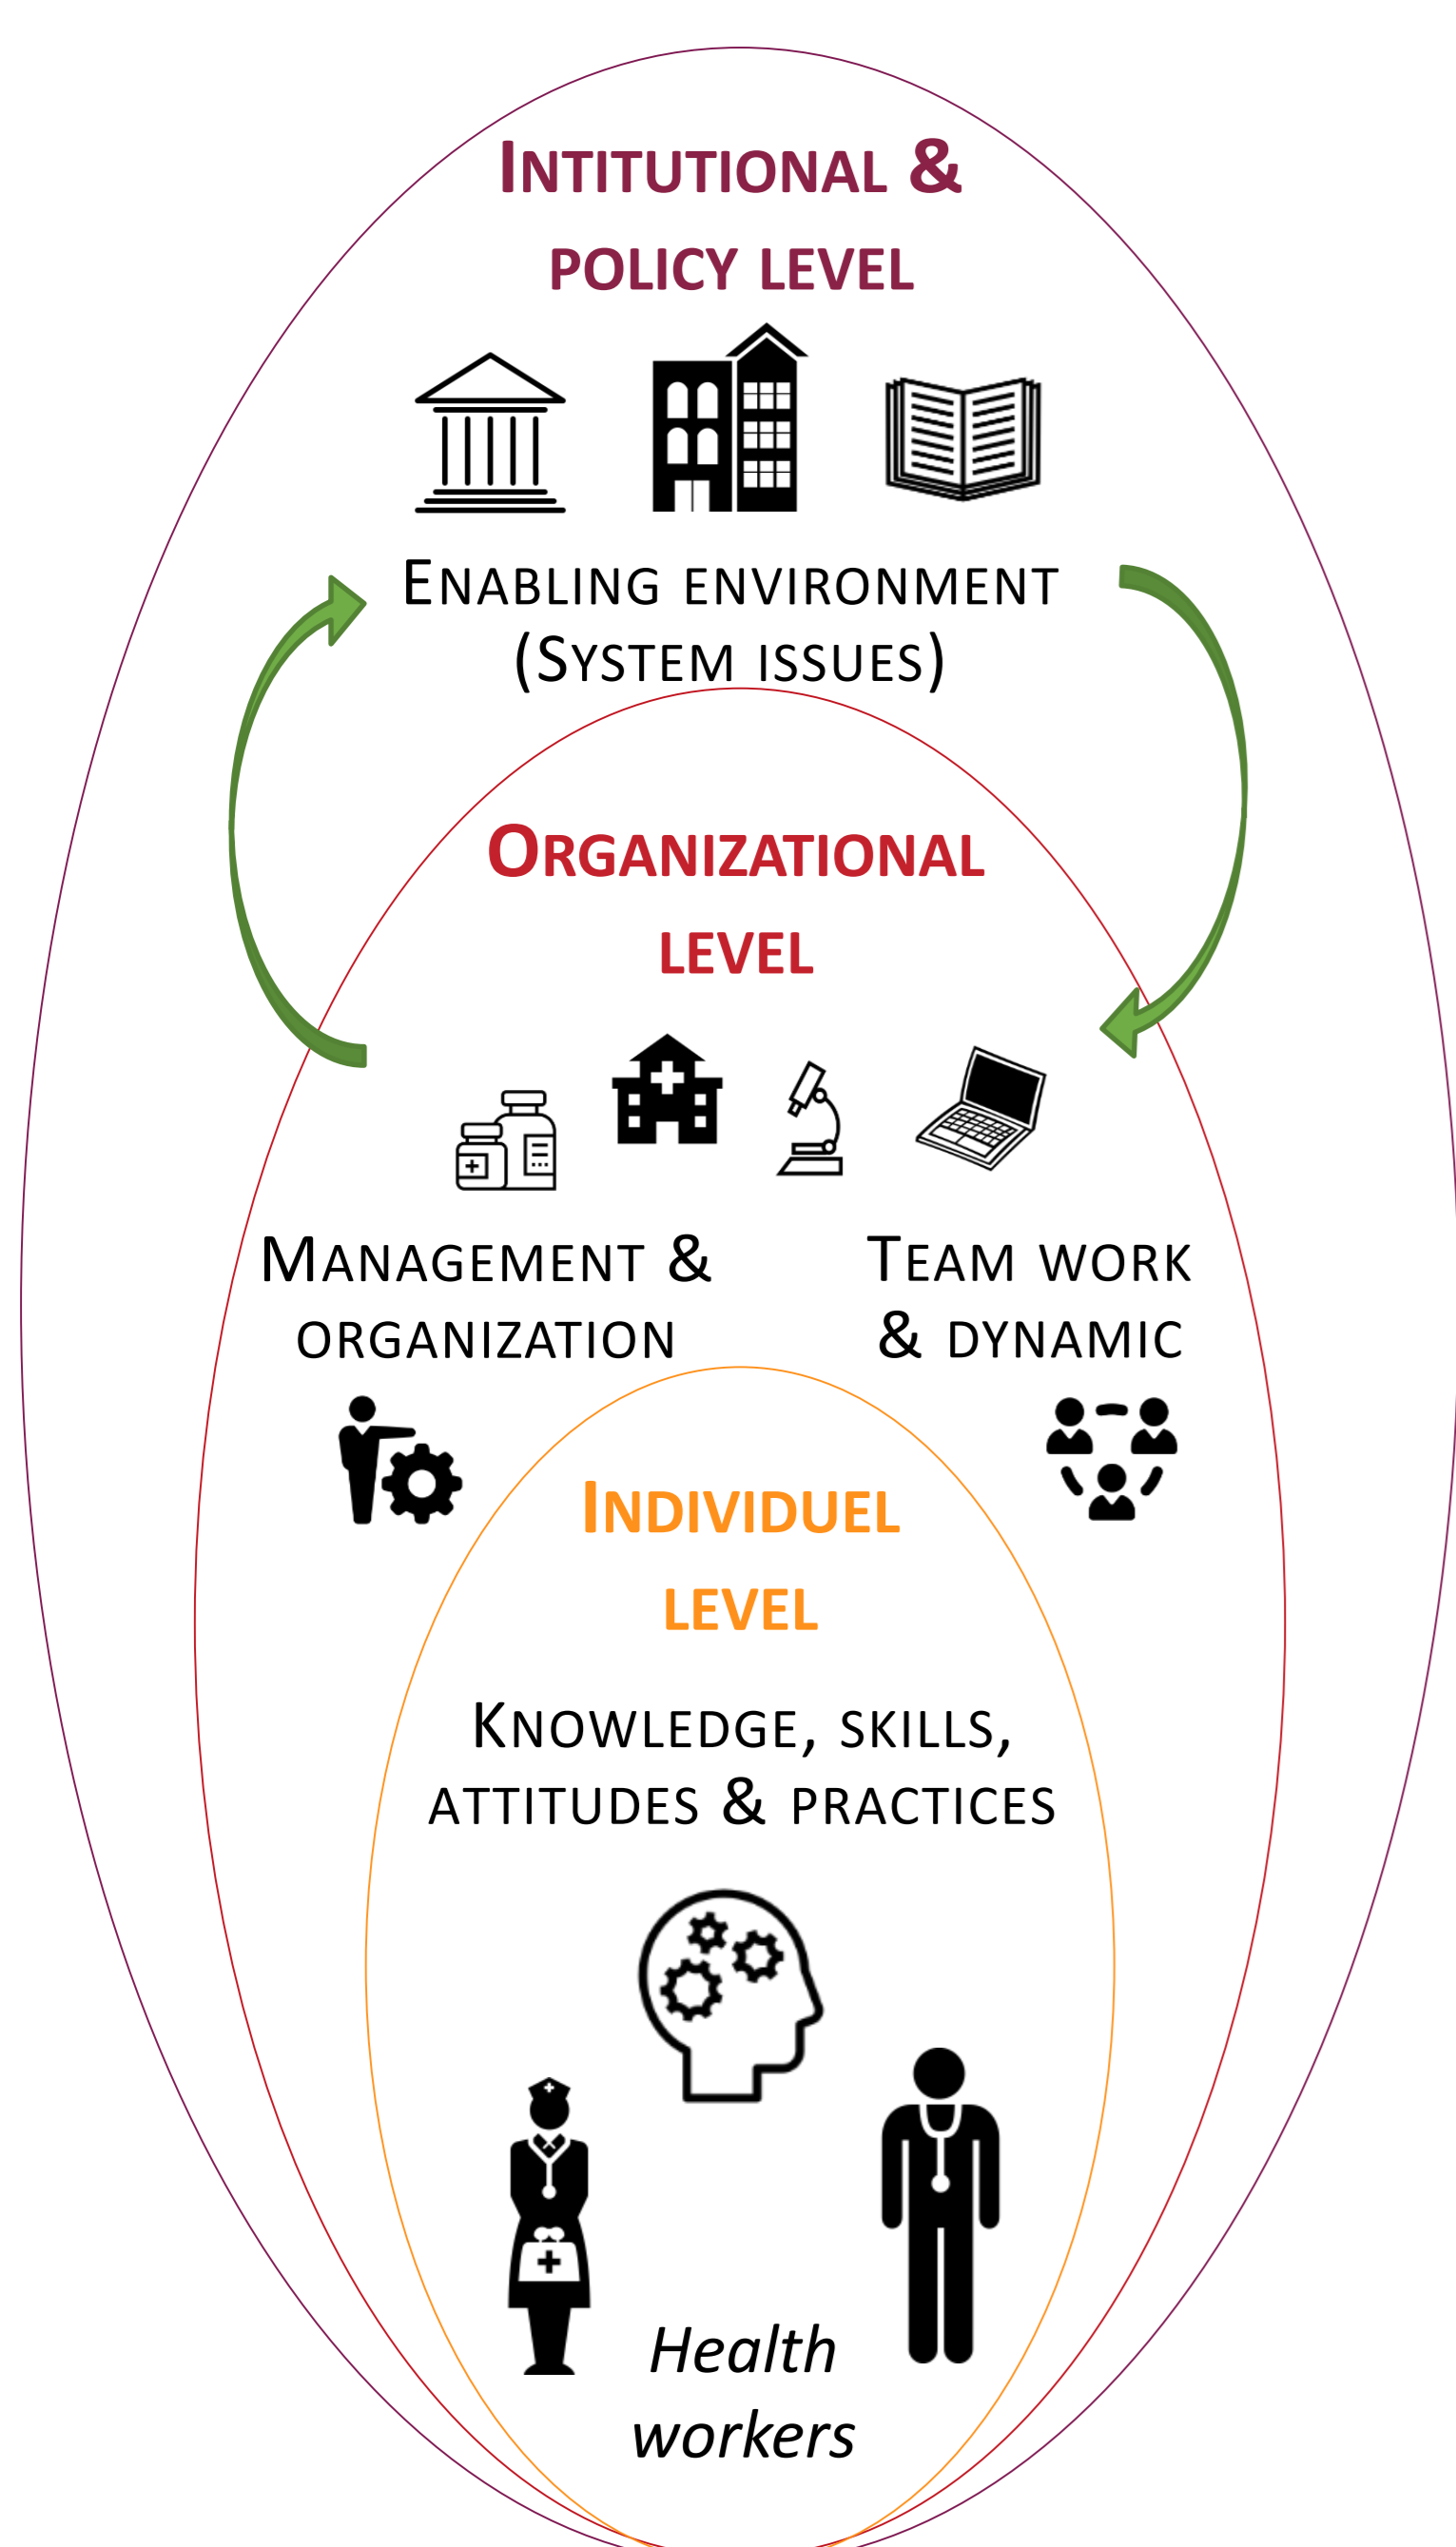 INTITUTIONAL &
POLICY LEVEL
ENABLING ENVIRONMENT
(SYSTEM ISSUES)
ORGANIZATIONAL
LEVEL
MANAGEMENT &
ORGANIZATION
TEAM WORK
& DYNAMIC
INDIVIDUEL
LEVEL
KNOWLEDGE, SKILLS,
ATTITUDES & PRACTICES
Health
workers